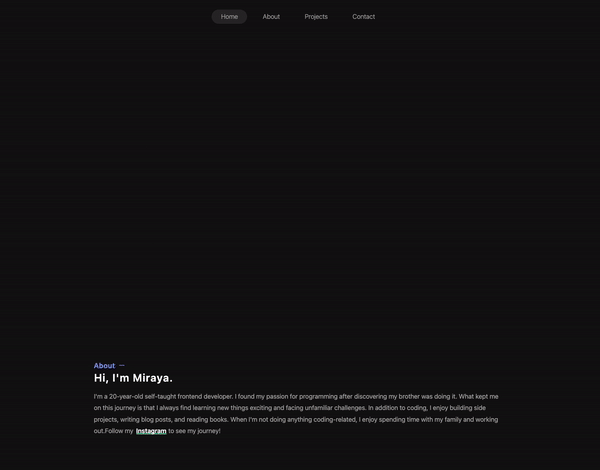 Home About Projects Contact
About —
Hi, I'm Miraya.
I'm a 20-year-old self-taught frontend developer. I found my passion for programming after discovering my brother was doing it. What kept me
on this journey is that I always find learning new things exciting and facing unfamiliar challenges. In addition to coding, I enjoy building side
projects, writing blog posts, and reading books. When I'm not doing anything coding-related, I enjoy spending time with my family and working
out.Follow my Instagram to see my journey!